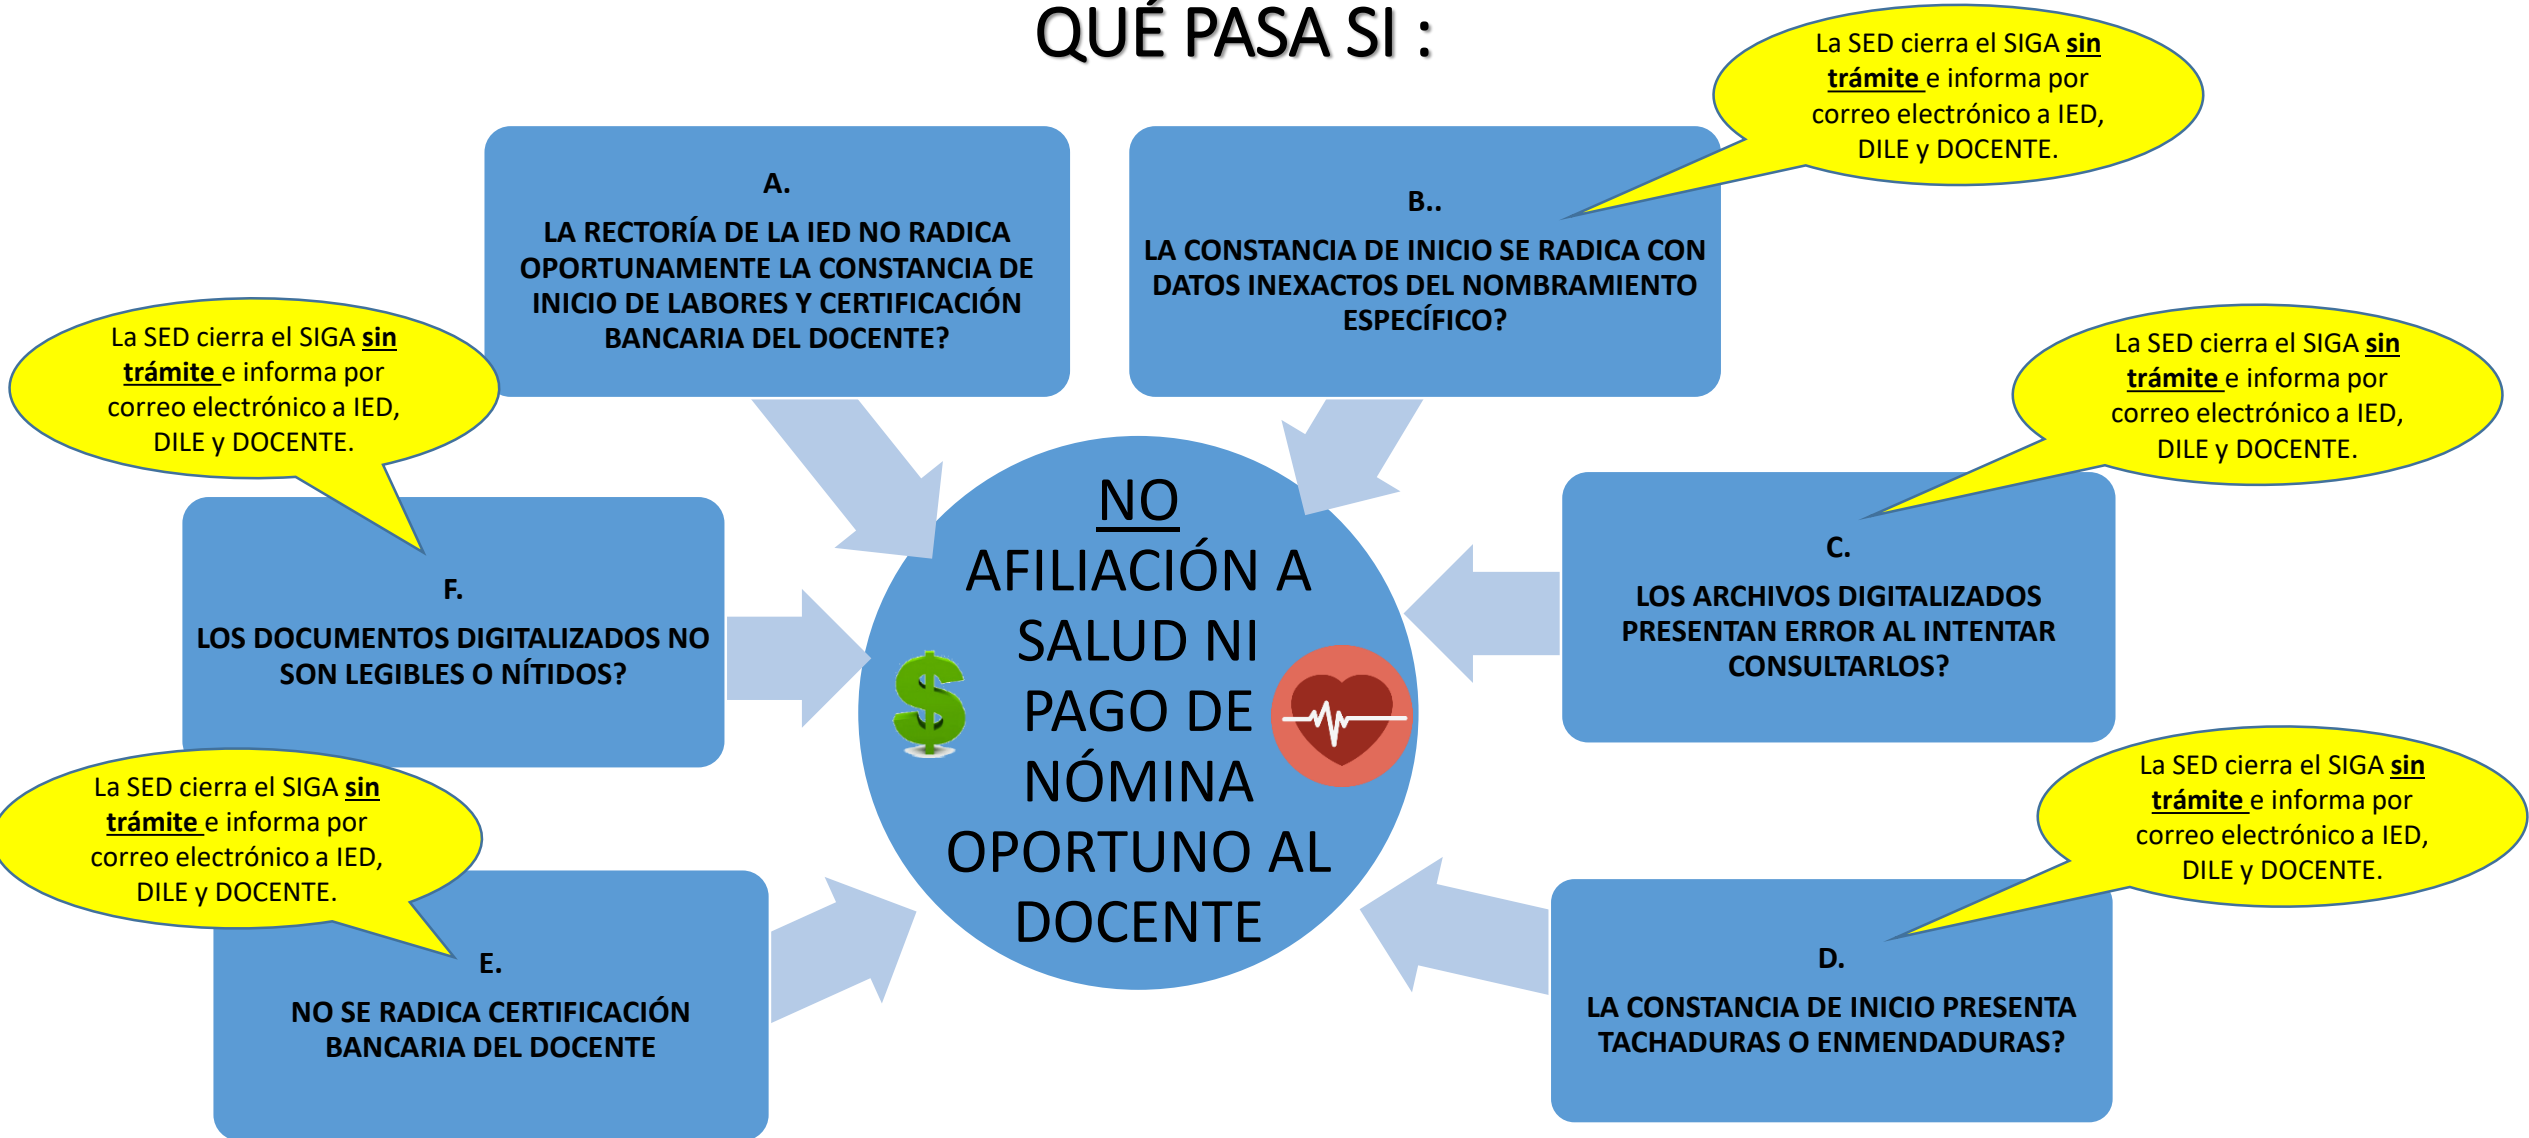 QUÉ PASA SI :
A.
LA RECTORÍA DE LA IED NO RADICA
OPORTUNAMENTE LA CONSTANCIA DE
INICIO DE LABORES Y CERTIFICACIÓN
BANCARIA DEL DOCENTE?
La SED cierra el SIGA sin
trámite e informa por
correo electrónico a IED,
DILE y DOCENTE.
B..
LA CONSTANCIA DE INICIO SE RADICA CON
DATOS INEXACTOS DEL NOMBRAMIENTO
ESPECÍFICO?
La SED cierra el SIGA sin
trámite e informa por
correo electrónico a IED,
DILE y DOCENTE.
C.
LOS ARCHIVOS DIGITALIZADOS
PRESENTAN ERROR AL INTENTAR
CONSULTARLOS?
La SED cierra el SIGA sin
trámite e informa por
correo electrónico a IED,
DILE y DOCENTE.
D.
LA CONSTANCIA DE INICIO PRESENTA
TACHADURAS O ENMENDADURAS?
La SED cierra el SIGA sin
trámite e informa por
correo electrónico a IED,
DILE y DOCENTE.
E.
NO SE RADICA CERTIFICACIÓN
BANCARIA DEL DOCENTE
La SED cierra el SIGA sin
trámite e informa por
correo electrónico a IED,
DILE y DOCENTE.
F.
LOS DOCUMENTOS DIGITALIZADOS NO
SON LEGIBLES O NÍTIDOS?
NO
AFILIACIÓN A
SALUD NI
PAGO DE
NÓMINA
OPORTUNO AL
DOCENTE